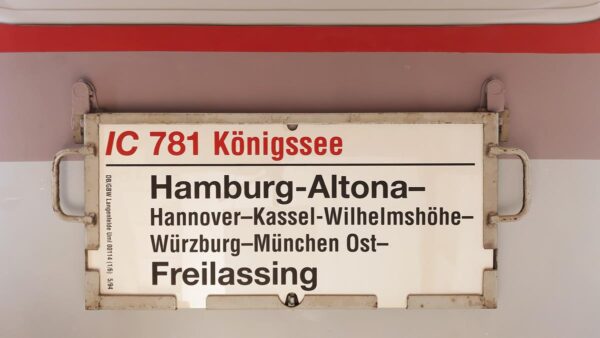 IC 781 Königssee
Hamburg-Altona–
Hannover–Kassel-Wilhelmshöhe–
Würzburg–München Ost–
Freilassing